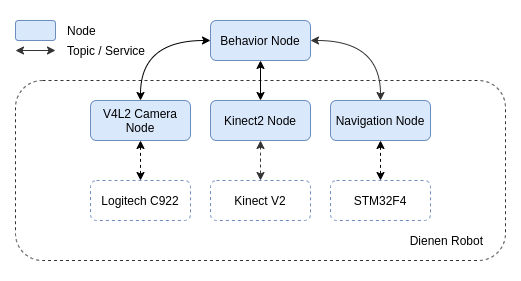 Node
Topic / Service
Behavior Node
V4L2 Camera
Node
Kinect2 Node
Navigation Node
Logitech C922
Kinect V2
STM32F4
Dienen Robot